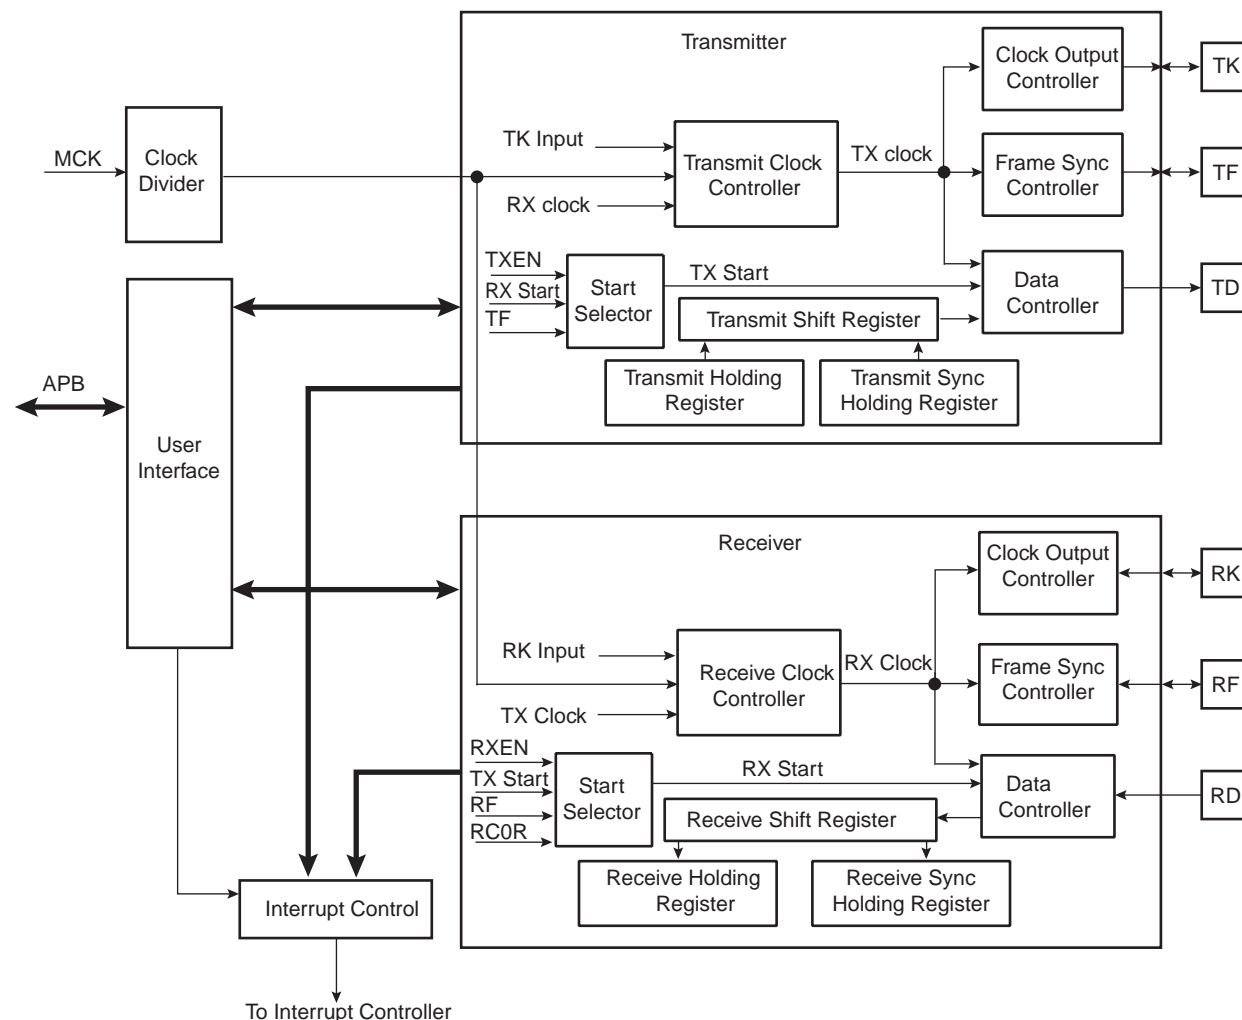 Transmitter
Clock Output
Controller
TK
MCK
Clock
Divider
TK Input
Transmit Clock
Controller
TX clock
Frame Sync
Controller
TF
RX clock
TXEN
RX Start
TF
Start
Selector
TX Start
Data
Controller
TD
Transmit Shift Register
Transmit Holding
Register
Transmit Sync
Holding Register
APB
User
Interface
Receiver
Clock Output
Controller
RK
RK Input
Receive Clock
Controller
RX Clock
Frame Sync
Controller
RF
TX Clock
RXEN
TX Start
RF
RC0R
Start
Selector
RX Start
Data
Controller
RD
Receive Shift Register
Receive Holding
Register
Receive Sync
Holding Register
Interrupt Control
To Interrupt Controller